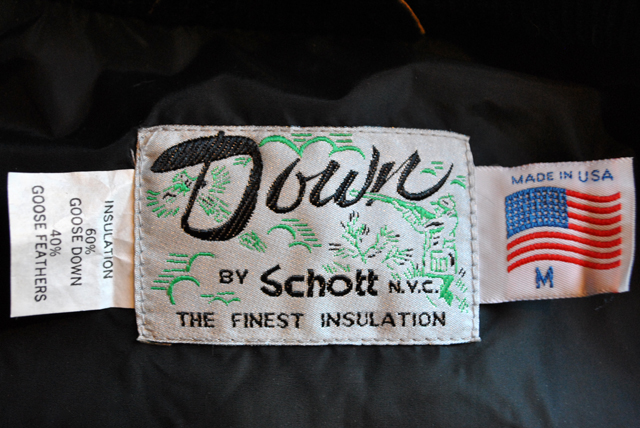 INSULATION
60%
GOOSE DOWN
40%
GOOSE FEATHERS
Down
BY Schott N.Y.C.
THE FINEST INSULATION
MADE IN USA
M